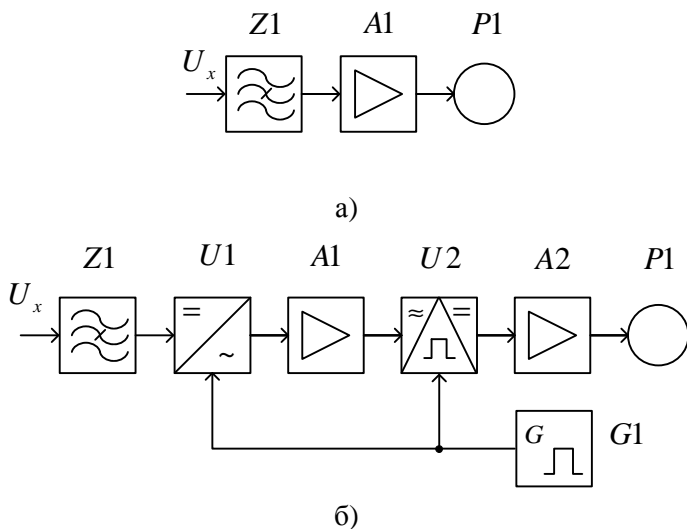 Z1 A1 P1
U_x
а)
Z1 U1 A1 U2 A2 P1
U_x
= ~ ≈ =
G G1
б)